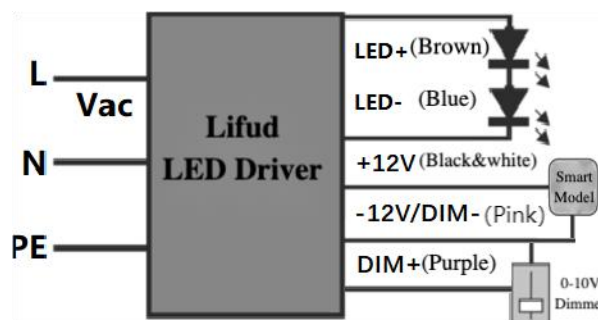 L
Vac
N
PE
Lifud
LED Driver
LED+ (Brown)
LED- (Blue)
+12V (Black&white)
-12V/DIM- (Pink)
DIM+ (Purple)
Smart
Model
0-10V
Dimme